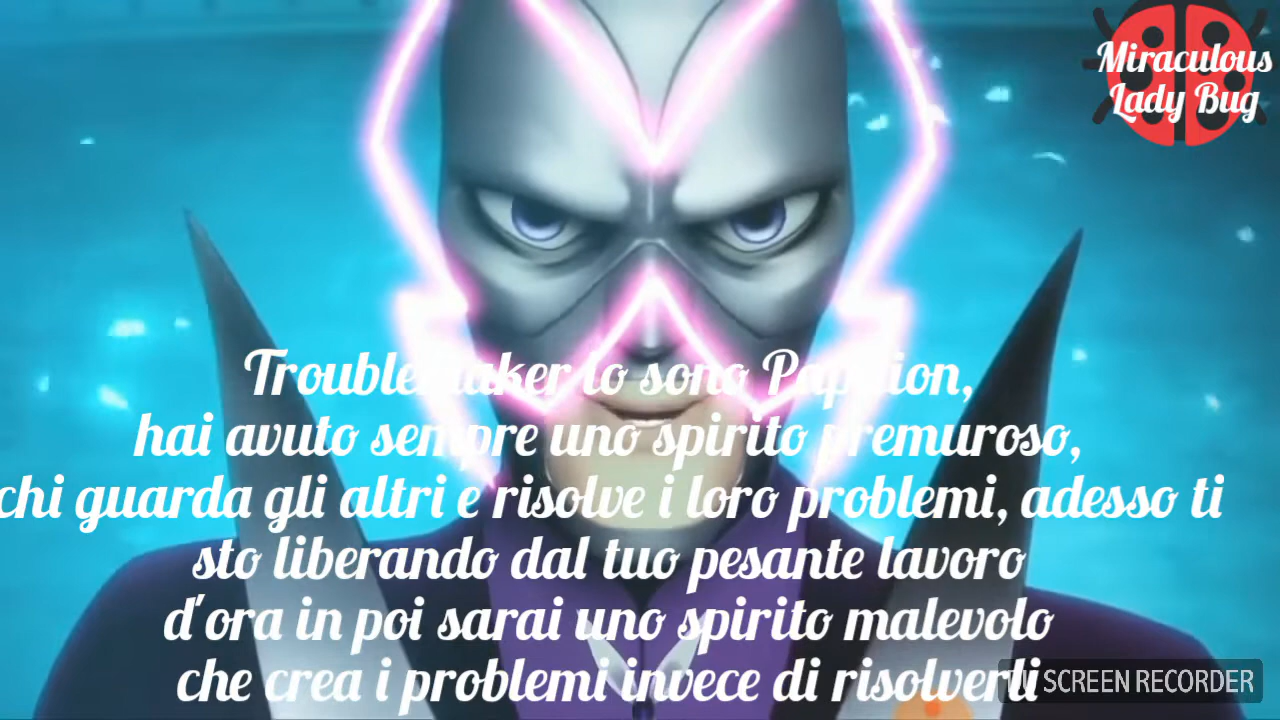 Miraculous
Lady Bug
Troublemaker io sono Papillon,
hai avuto sempre uno spirito premuroso,
chi guarda gli altri e risolve i loro problemi, adesso ti
sto liberando dal tuo pesante lavoro
d'ora in poi sarai uno spirito malevolo
che crea i problemi invece di risolverli
SCREEN RECORDER